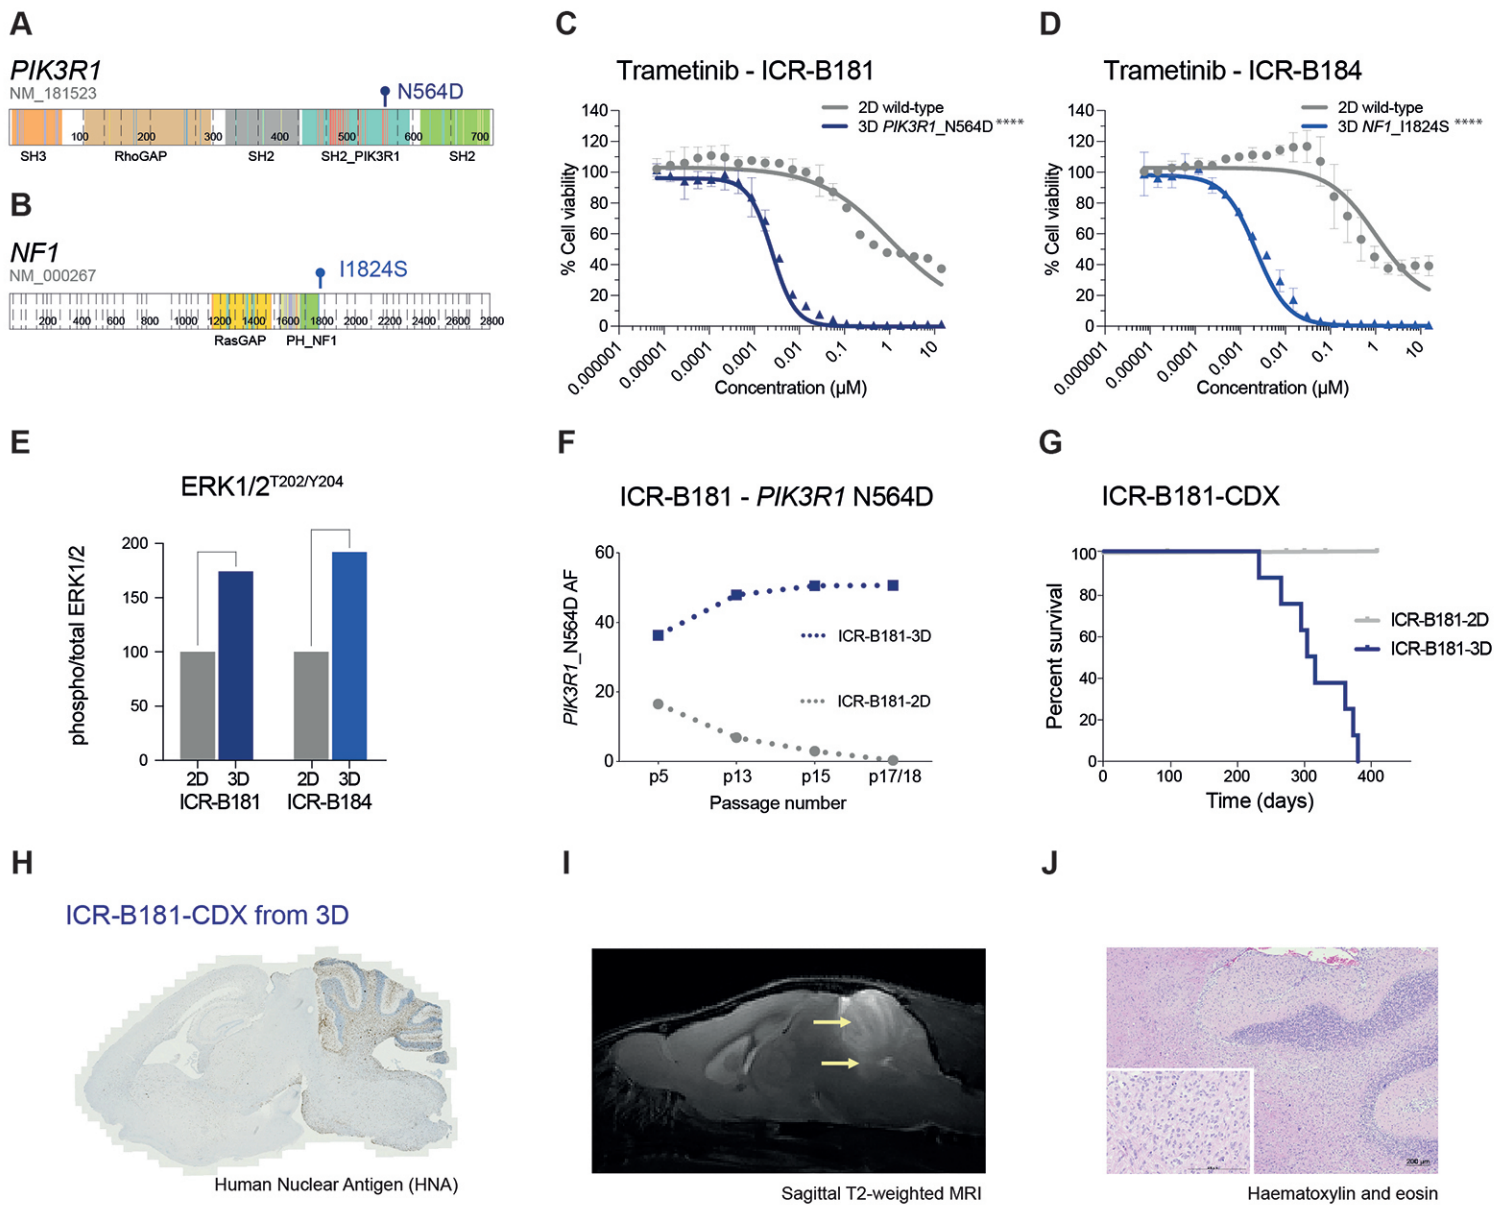 A
PIK3R1
NM_181523
N564D
100 200 300 400 500 600 700
SH3 RhoGAP SH2 SH2_PIK3R1 SH2
B
NF1
NM_000267
I1824S
200 400 600 800 1000 1200 1400 1600 1800 2000 2200 2400 2600 2800
RasGAP PH_NF1
C
Trametinib - ICR-B181
2D wild-type
3D PIK3R1_N564D ****
% Cell viability
140
120
100
80
60
40
20
0
0.000001 0.00001 0.0001 0.001 0.01 0.1 1 10
Concentration (µM)
D
Trametinib - ICR-B184
2D wild-type
3D NF1_I1824S ****
% Cell viability
140
120
100
80
60
40
20
0
0.000001 0.00001 0.0001 0.001 0.01 0.1 1 10
Concentration (µM)
E
ERK1/2T202/Y204
phospho/total ERK1/2
200
150
100
50
0
2D 3D 2D 3D
ICR-B181 ICR-B184
F
ICR-B181 - PIK3R1 N564D
PIK3R1_N564D AF
60
40
20
0
ICR-B181-3D
ICR-B181-2D
p5 p13 p15 p17/18
Passage number
G
ICR-B181-CDX
Percent survival
100
80
60
40
20
0
ICR-B181-2D
ICR-B181-3D
0 100 200 300 400
Time (days)
H
ICR-B181-CDX from 3D
Human Nuclear Antigen (HNA)
I
Sagittal T2-weighted MRI
J
200 µm
Haematoxylin and eosin